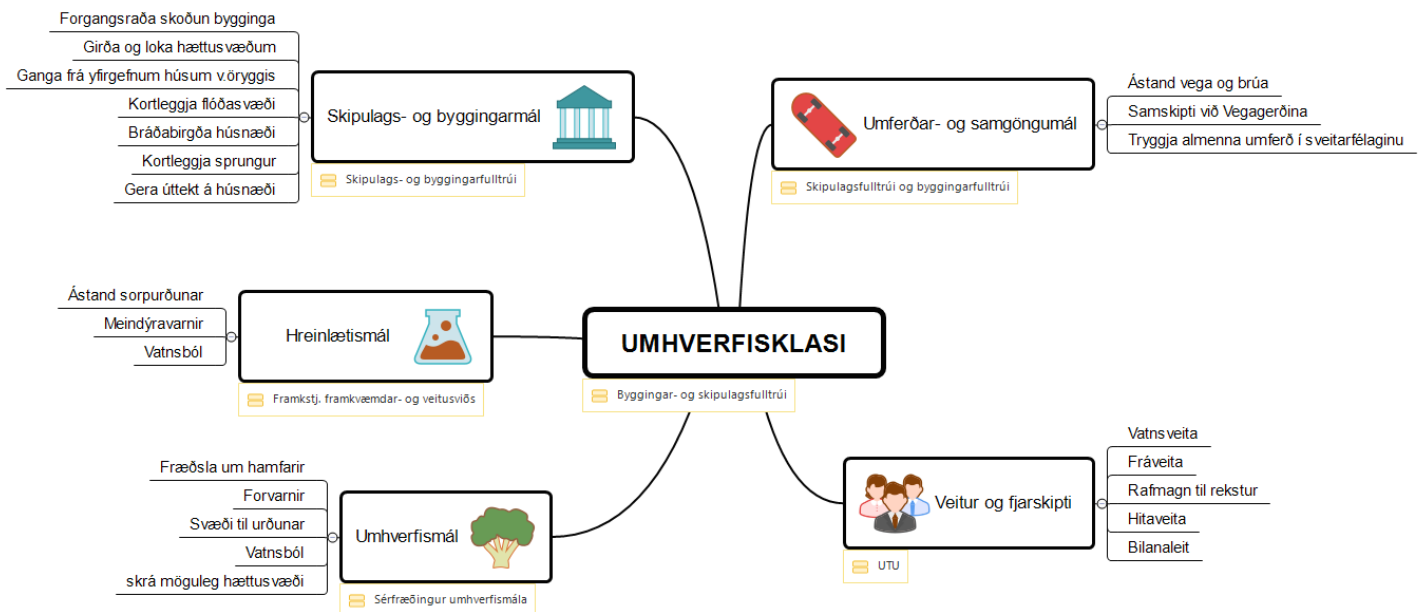 Forgangsraða skoðun bygginga
Girða og loka hættusvæðum
Ganga frá yfirgefnum húsum v.öryggis
Kortleggja flóðasvæði
Bráðabirgða húsnæði
Kortleggja sprungur
Gera úttekt á húsnæði
Skipulags- og byggingarmál
Skipulags- og byggingarfulltrúi
Umferðar- og samgöngumál
Skipulagsfulltrúi og byggingarfulltrúi
Ástand vega og brúa
Samskipti við Vegagerðina
Tryggja almenna umferð í sveitarfélaginu
Ástand sorpurðunar
Meindýravarnir
Vatnsból
Hreinlætismál
Framkstj. framkvæmdar- og veitusviðs
UMHVERFISKLASI
Byggingar- og skipulagsfulltrúi
Fræðsla um hamfarir
Forvarnir
Svæði til urðunar
Vatnsból
skrá möguleg hættusvæði
Umhverfismál
Sérfræðingur umhverfismála
Veitur og fjarskipti
UTU
Vatnsveita
Fráveita
Rafmagn til rekstur
Hitaveita
Bilanaleit